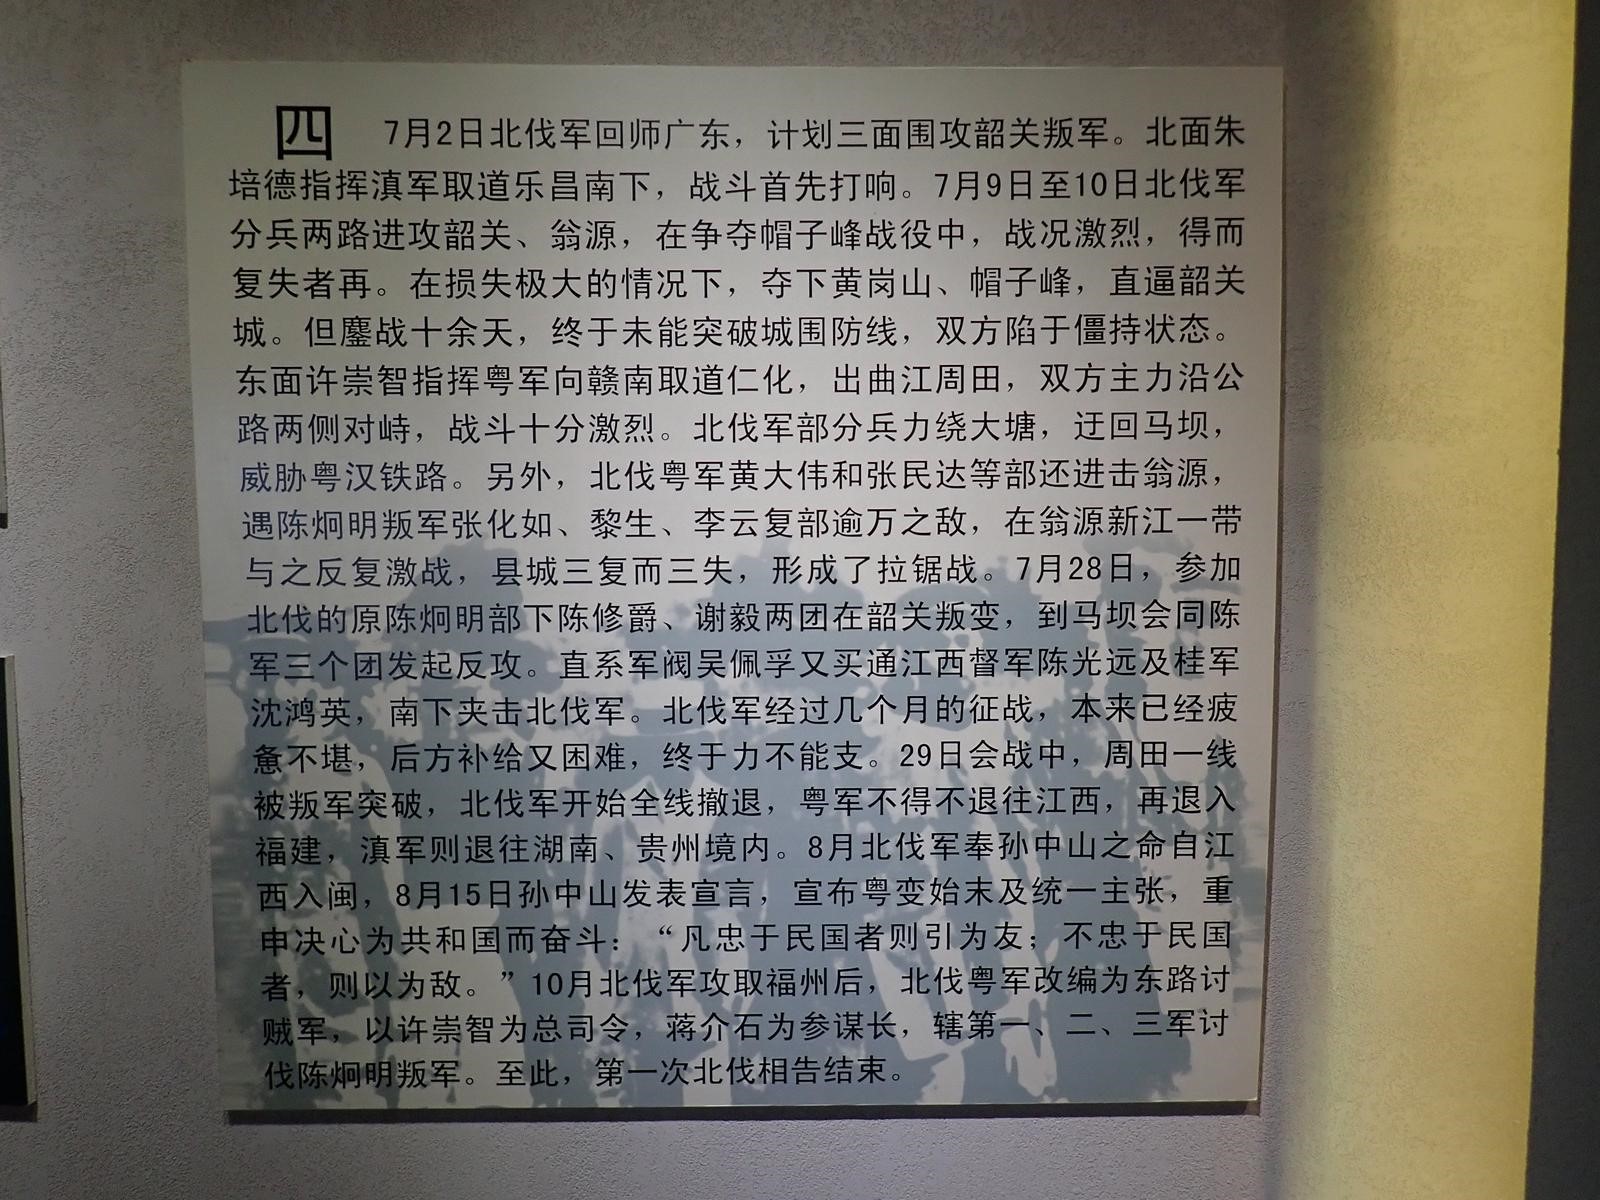 四 7月2日北伐军回师广东，计划三面围攻韶关叛军。北面朱
培德指挥滇军取道乐昌南下，战斗首先打响。7月9日至10日北伐军
分兵两路进攻韶关、翁源，在争夺帽子峰战役中，战况激烈，得而
复失者再。在损失极大的情况下，夺下黄岗山、帽子峰，直逼韶关
城。但鏖战十余天，终于未能突破城围防线，双方陷于僵持状态。
东面许崇智指挥粤军向赣南取道仁化，出曲江周田，双方主力沿公
路两侧对峙，战斗十分激烈。北伐军部分兵力绕大塘，迂回马坝，
威胁粤汉铁路。另外，北伐粤军黄大伟和张民达等部还进击翁源，
遇陈炯明叛军张化如、黎生、李云复部逾万之敌，在翁源新江一带
与之反复激战，县城三复而三失，形成了拉锯战。7月28日，参加
北伐的原陈炯明部下陈修爵、谢毅两团在韶关叛变，到马坝会同陈
军三个团发起反攻。直系军阀吴佩孚又买通江西督军陈光远及桂军
沈鸿英，南下夹击北伐军。北伐军经过几个月的征战，本来已经疲
惫不堪，后方补给又困难，终于力不能支。29日会战中，周田一线
被叛军突破，北伐军开始全线撤退，粤军不得不退往江西，再退入
福建，滇军则退往湖南、贵州境内。8月北伐军奉孙中山之命自江
西入闽，8月15日孙中山发表宣言，宣布粤变始末及统一主张，重
申决心为共和国而奋斗：“凡忠于民国者则引为友；不忠于民国
者，则以为敌。”10月北伐军攻取福州后，北伐粤军改编为东路讨
贼军，以许崇智为总司令，蒋介石为参谋长，辖第一、二、三军讨
伐陈炯明叛军。至此，第一次北伐相告结束。